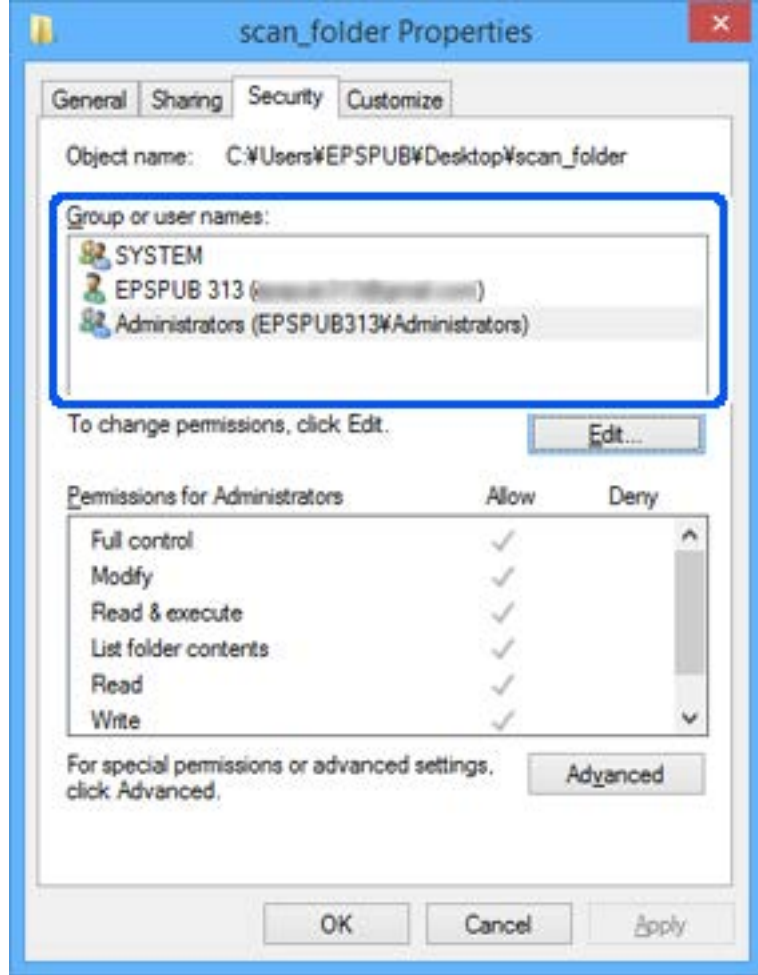 scan_folder Properties
General Sharing Security Customize
Object name: C:¥Users¥EPSPUB¥Desktop¥scan_folder
Group or user names:
SYSTEM
EPSPUB 313 ( )
Administrators (EPSPUB313¥Administrators)
To change permissions, click Edit.
Edit...
Permissions for Administrators Allow Deny
Full control
Modify
Read & execute
List folder contents
Read
Write
For special permissions or advanced settings,
click Advanced.
Advanced
OK Cancel Apply